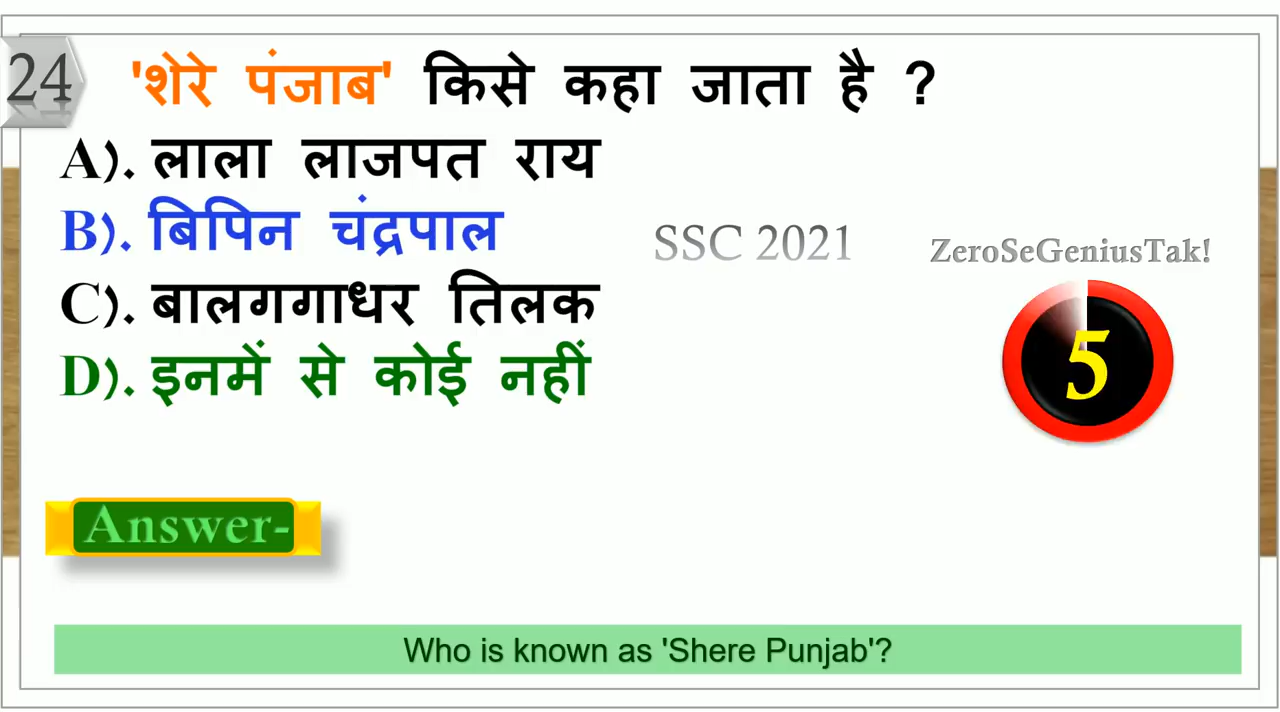 24
'शेरे पंजाब' किसे कहा जाता है ?
A). लाला लाजपत राय
B). बिपिन चंद्रपाल
SSC 2021
ZeroSeGeniusTak!
C). बालगगाधर तिलक
5
D). इनमें से कोई नहीं
Answer-
Who is known as 'Shere Punjab'?